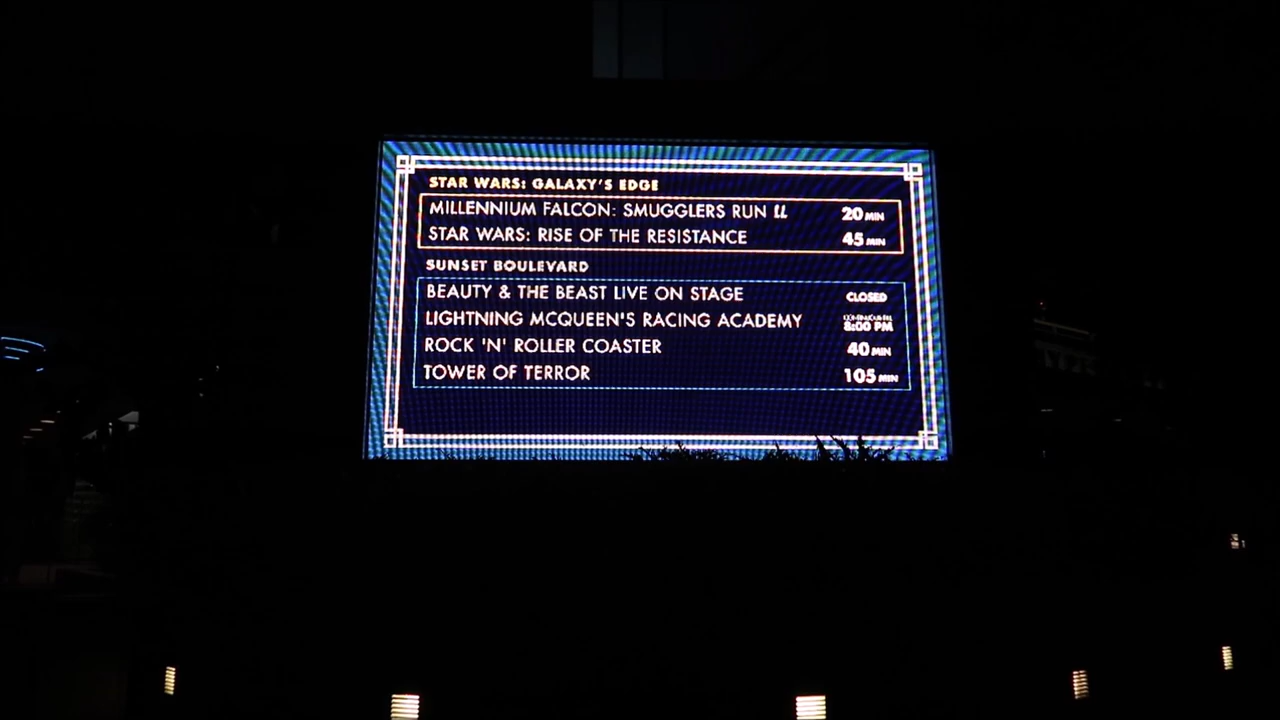 STAR WARS: GALAXY'S EDGE
MILLENNIUM FALCON: SMUGGLERS RUN LL 20 MIN
STAR WARS: RISE OF THE RESISTANCE 45 MIN
SUNSET BOULEVARD
BEAUTY & THE BEAST LIVE ON STAGE CLOSED
LIGHTNING MCQUEEN'S RACING ACADEMY 8:00 PM
ROCK 'N' ROLLER COASTER 40 MIN
TOWER OF TERROR 105 MIN